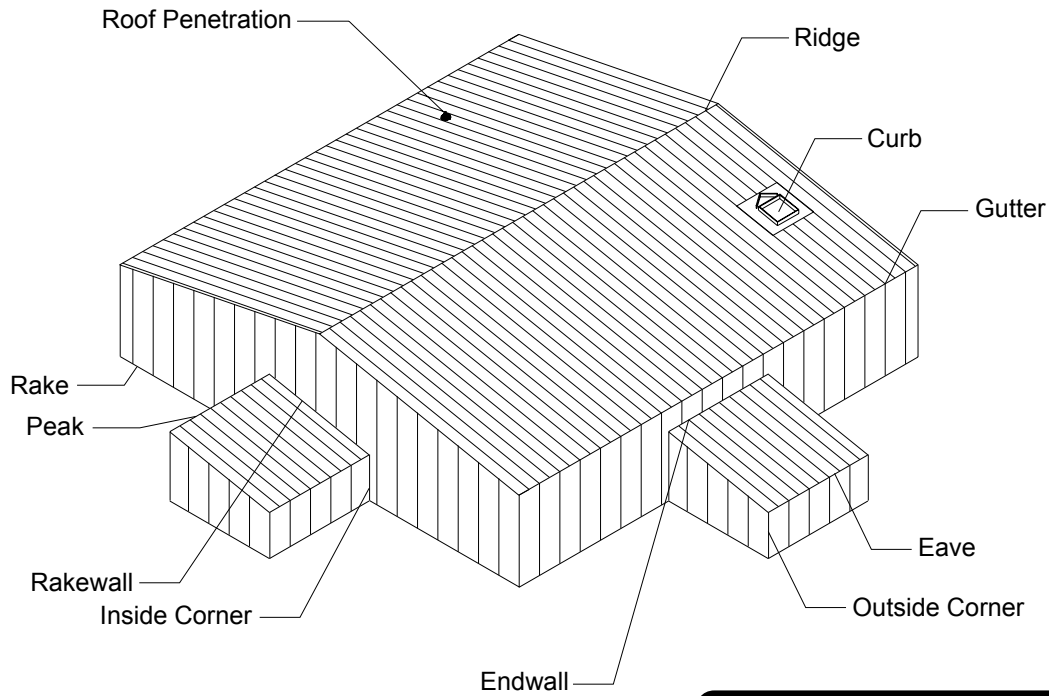 Roof Penetration
Ridge
Curb
Gutter
Rake
Peak
Rakewall
Inside Corner
Eave
Outside Corner
Endwall